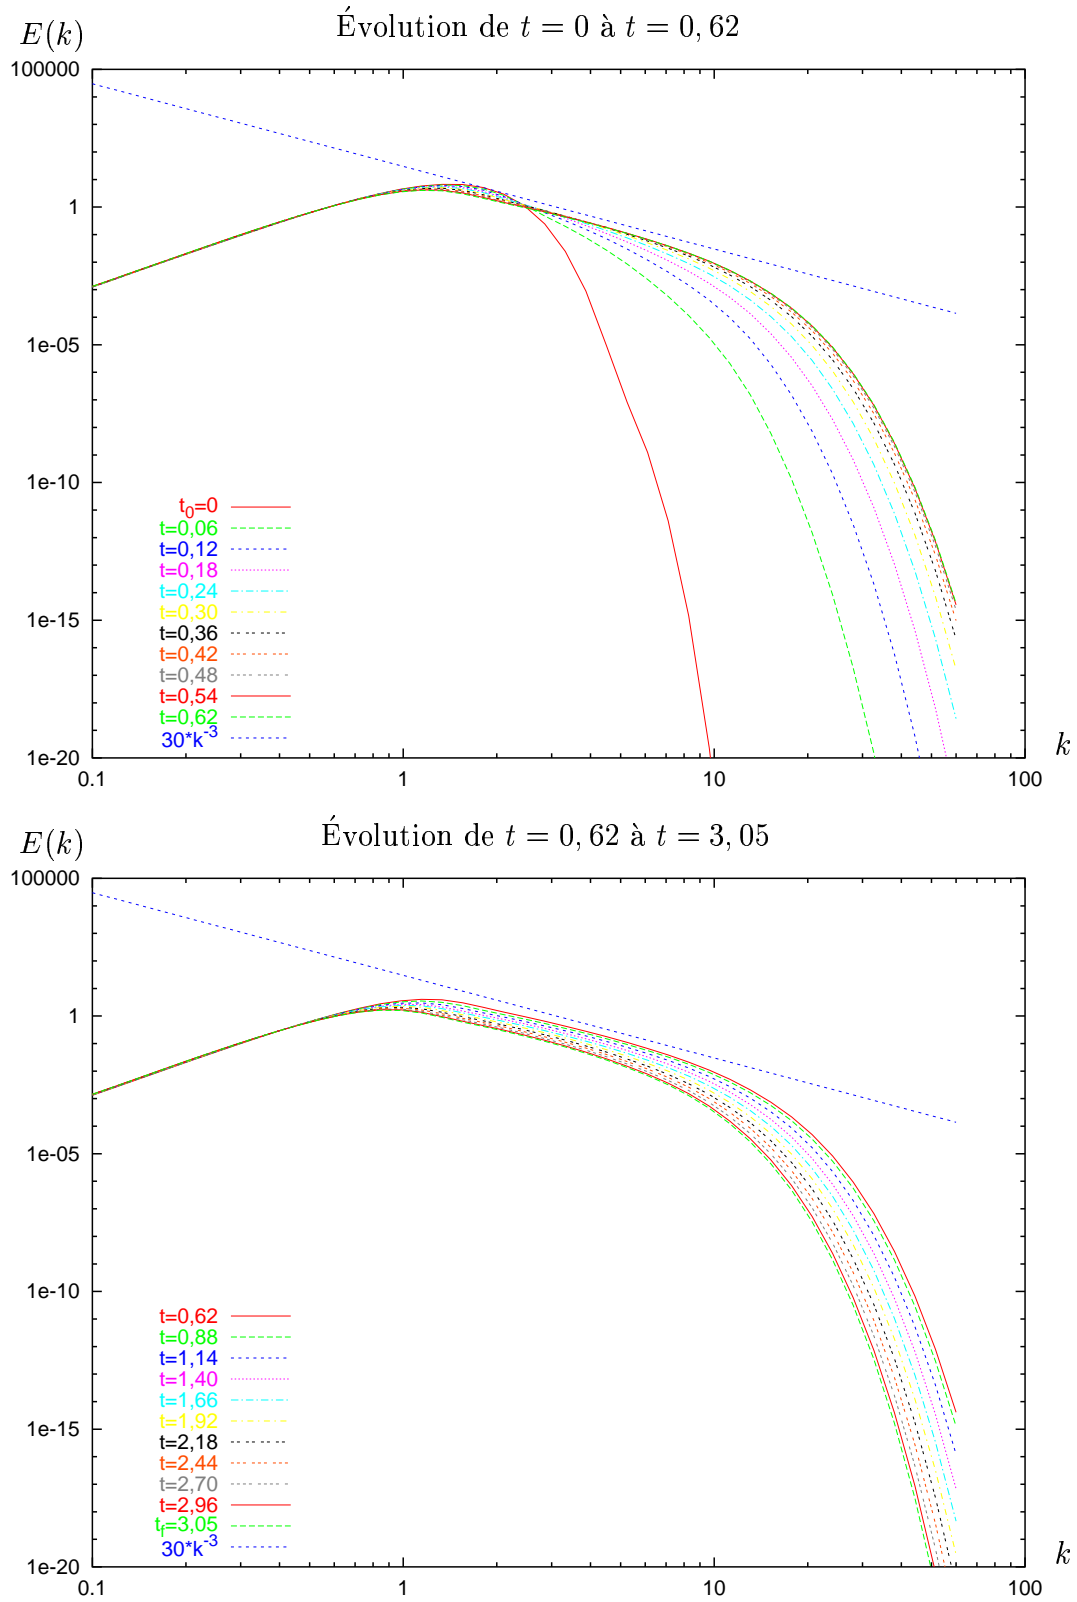 Évolution de t = 0 à t = 0, 62
E(k)
100000
1
1e-05
1e-10
1e-15
1e-20
t0=0
t=0,06
t=0,12
t=0,18
t=0,24
t=0,30
t=0,36
t=0,42
t=0,48
t=0,54
t=0,62
30*k-3
k
0.1 1 10 100
Évolution de t = 0, 62 à t = 3, 05
E(k)
100000
1
1e-05
1e-10
1e-15
1e-20
t=0,62
t=0,88
t=1,14
t=1,40
t=1,66
t=1,92
t=2,18
t=2,44
t=2,70
t=2,96
tf=3,05
30*k-3
k
0.1 1 10 100